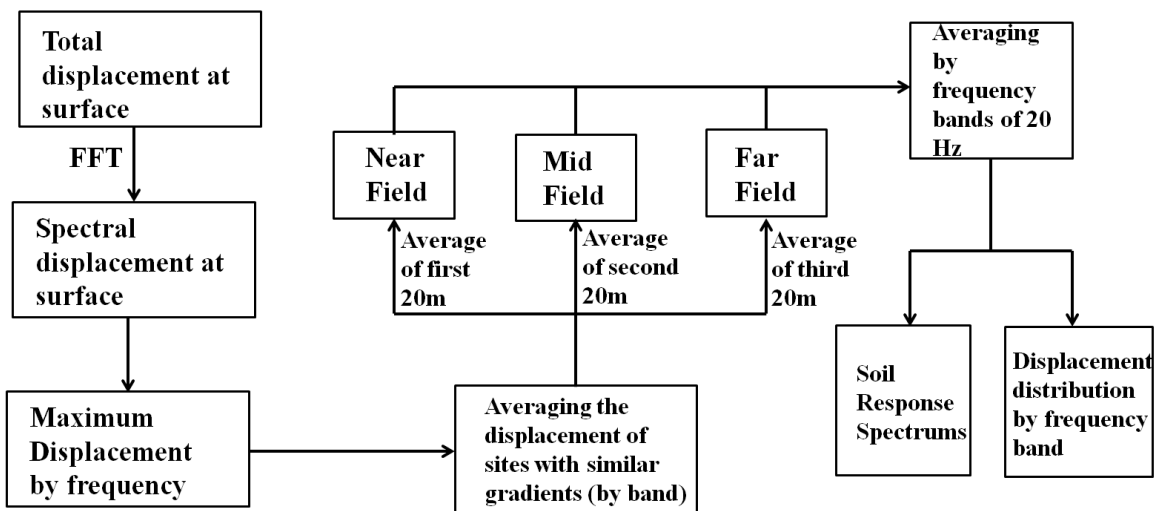 Total
displacement at
surface
FFT
Spectral
displacement at
surface
Maximum
Displacement
by frequency
Averaging the
displacement of
sites with similar
gradients (by band)
Near
Field
Average
of first
20m
Mid
Field
Average
of second
20m
Far
Field
Average
of third
20m
Averaging
by
frequency
bands of 20
Hz
Soil
Response
Spectrums
Displacement
distribution
by frequency
band